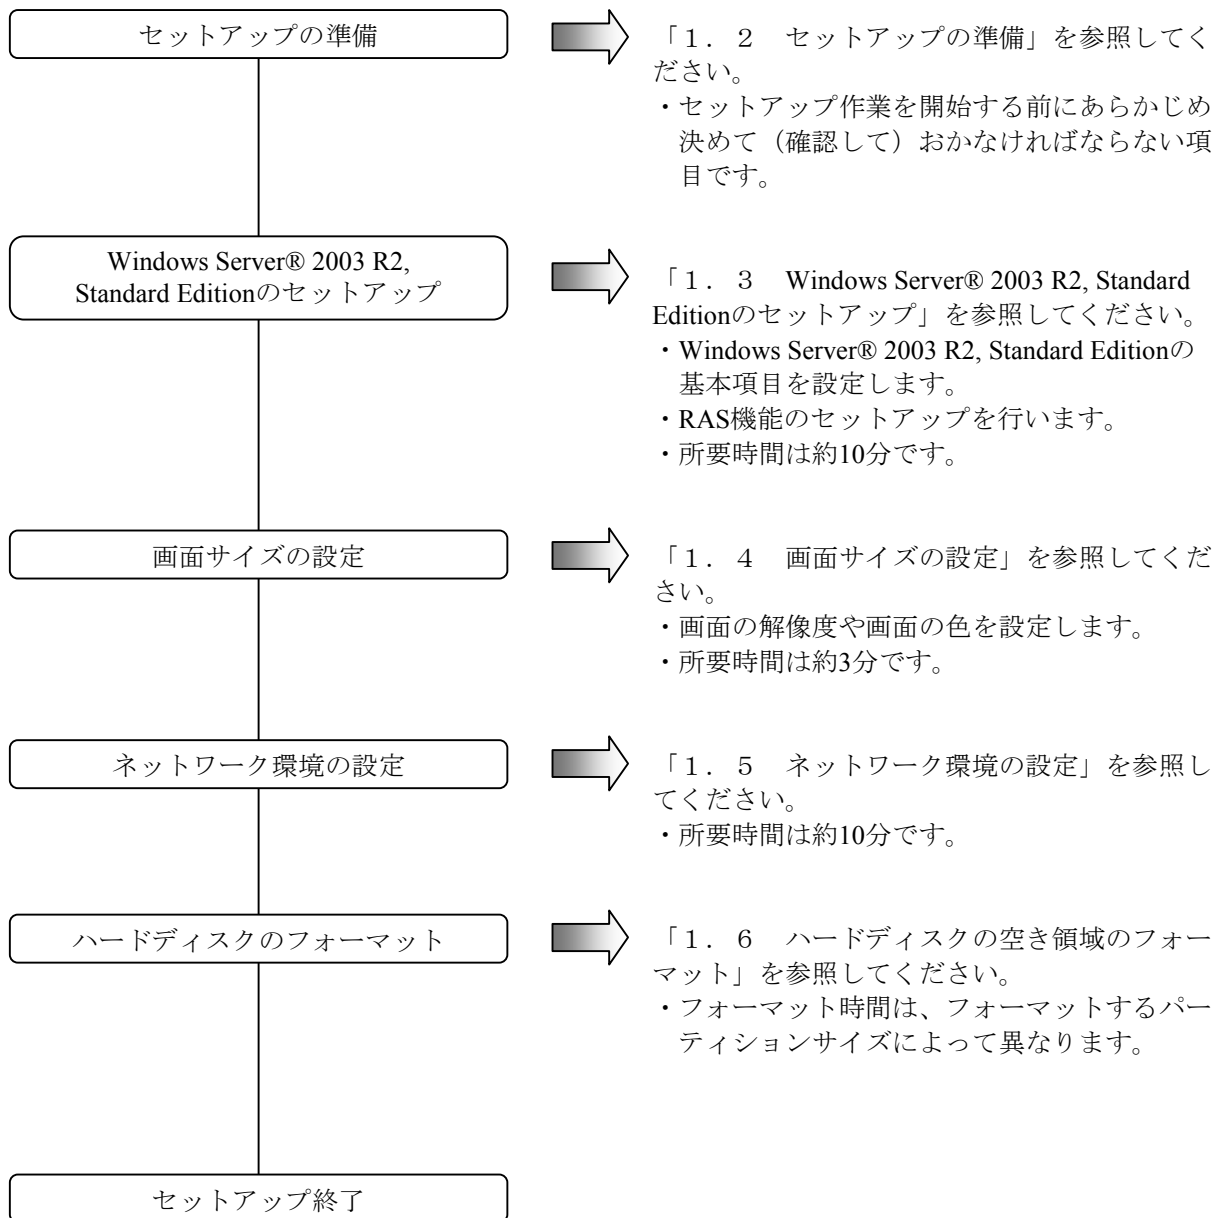 セットアップの準備
「１．２　セットアップの準備」を参照してく
ださい。
・セットアップ作業を開始する前にあらかじめ
決めて（確認して）おかなければならない項
目です。
Windows Server® 2003 R2,
Standard Editionのセットアップ
「１．３　Windows Server® 2003 R2, Standard
Editionのセットアップ」を参照してください。
・Windows Server® 2003 R2, Standard Editionの
基本項目を設定します。
・RAS機能のセットアップを行います。
・所要時間は約10分です。
画面サイズの設定
「１．４　画面サイズの設定」を参照してくだ
さい。
・画面の解像度や画面の色を設定します。
・所要時間は約3分です。
ネットワーク環境の設定
「１．５　ネットワーク環境の設定」を参照し
てください。
・所要時間は約10分です。
ハードディスクのフォーマット
「１．６　ハードディスクの空き領域のフォー
マット」を参照してください。
・フォーマット時間は、フォーマットするパー
ティションサイズによって異なります。
セットアップ終了